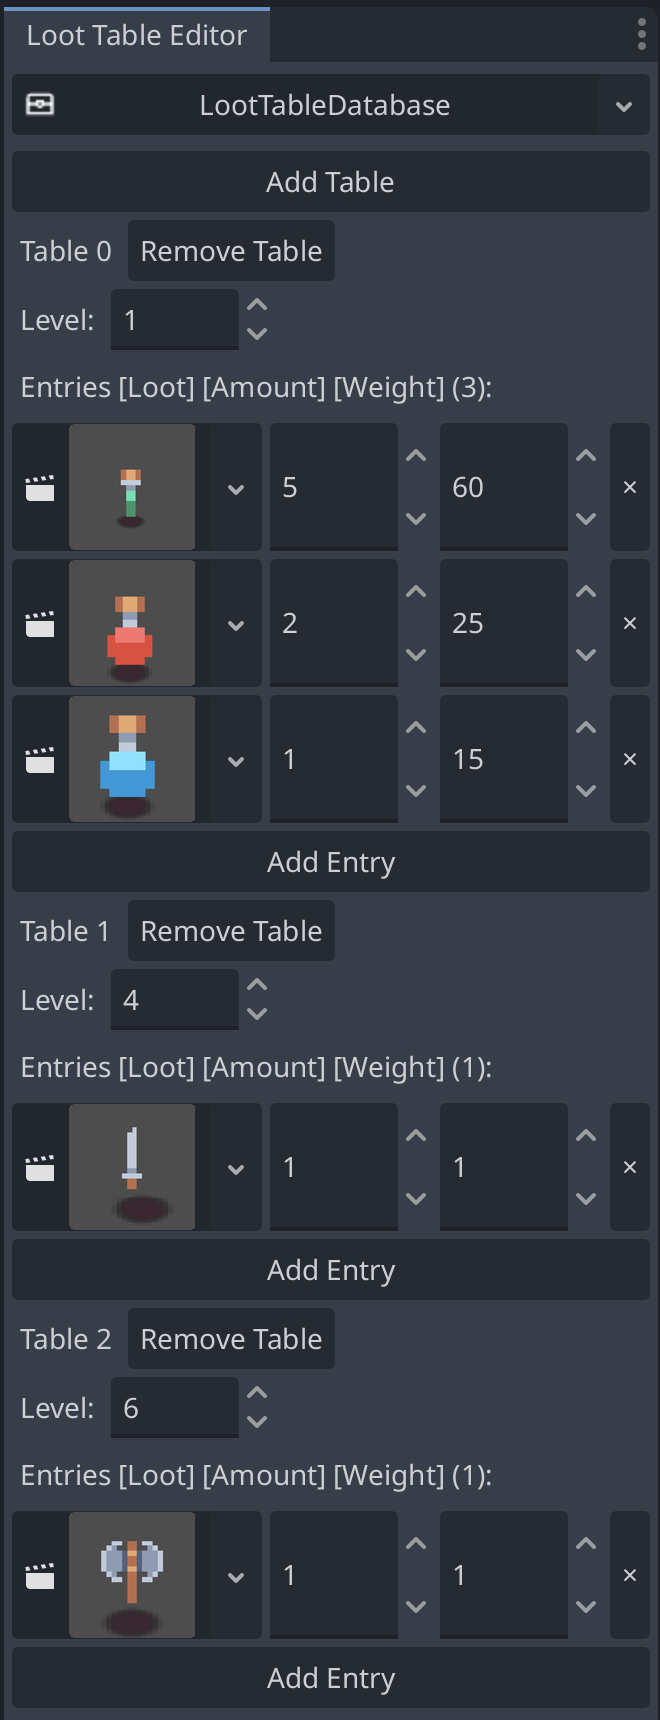 Loot Table Editor
LootTableDatabase
Add Table
Table 0 Remove Table
Level: 1
Entries [Loot] [Amount] [Weight] (3):
5 60 ×
2 25 ×
1 15 ×
Add Entry
Table 1 Remove Table
Level: 4
Entries [Loot] [Amount] [Weight] (1):
1 1 ×
Add Entry
Table 2 Remove Table
Level: 6
Entries [Loot] [Amount] [Weight] (1):
1 1 ×
Add Entry